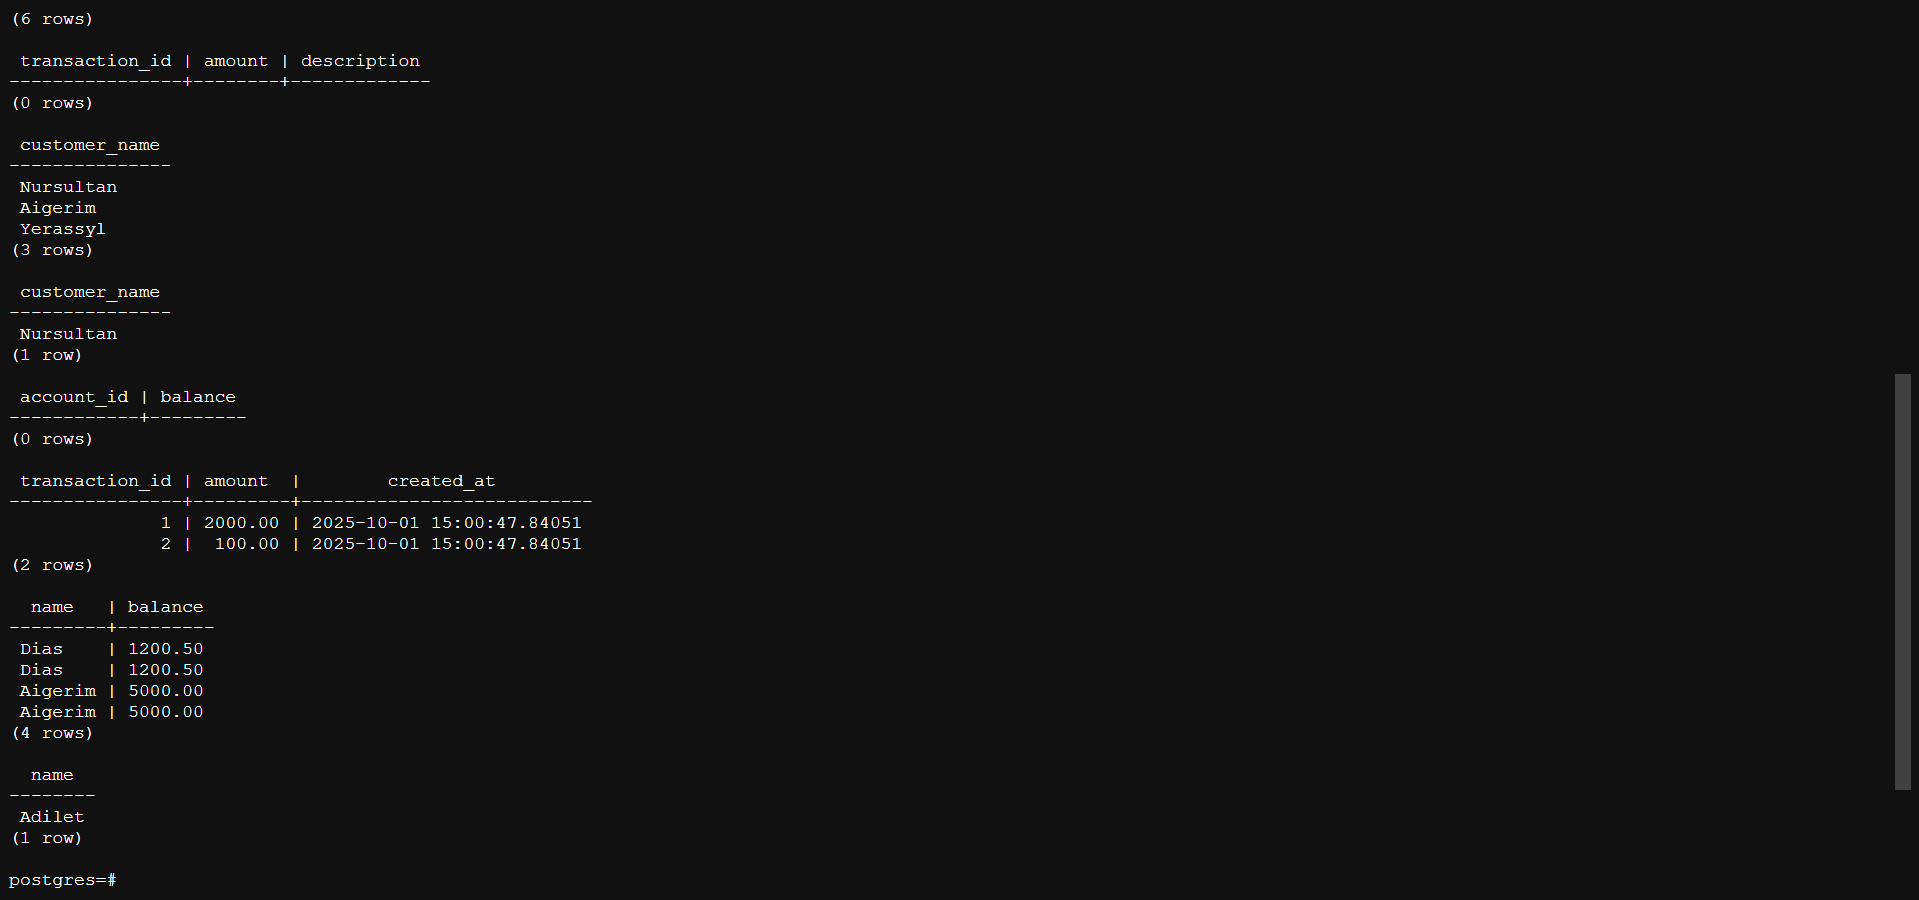 (6 rows)
transaction_id | amount | description
----------------+--------+-------------
(0 rows)
customer_name
---------------
Nursultan
Aigerim
Yerassyl
(3 rows)
customer_name
---------------
Nursultan
(1 row)
account_id | balance
------------+---------
(0 rows)
transaction_id | amount  |         created_at
----------------+---------+---------------------------
              1 | 2000.00 | 2025-10-01 15:00:47.84051
              2 |  100.00 | 2025-10-01 15:00:47.84051
(2 rows)
  name   | balance
---------+---------
Dias    | 1200.50
Dias    | 1200.50
Aigerim | 5000.00
Aigerim | 5000.00
(4 rows)
  name
--------
Adilet
(1 row)
postgres=#